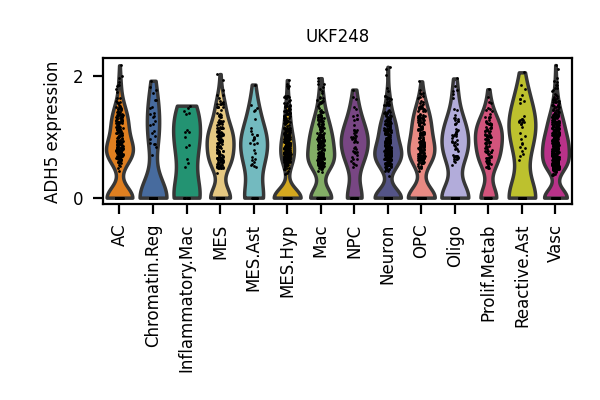 UKF248
ADH5 expression
2
0
AC
Chromatin.Reg
Inflammatory.Mac
MES
MES.Ast
MES.Hyp
Mac
NPC
Neuron
OPC
Oligo
Prolif.Metab
Reactive.Ast
Vasc